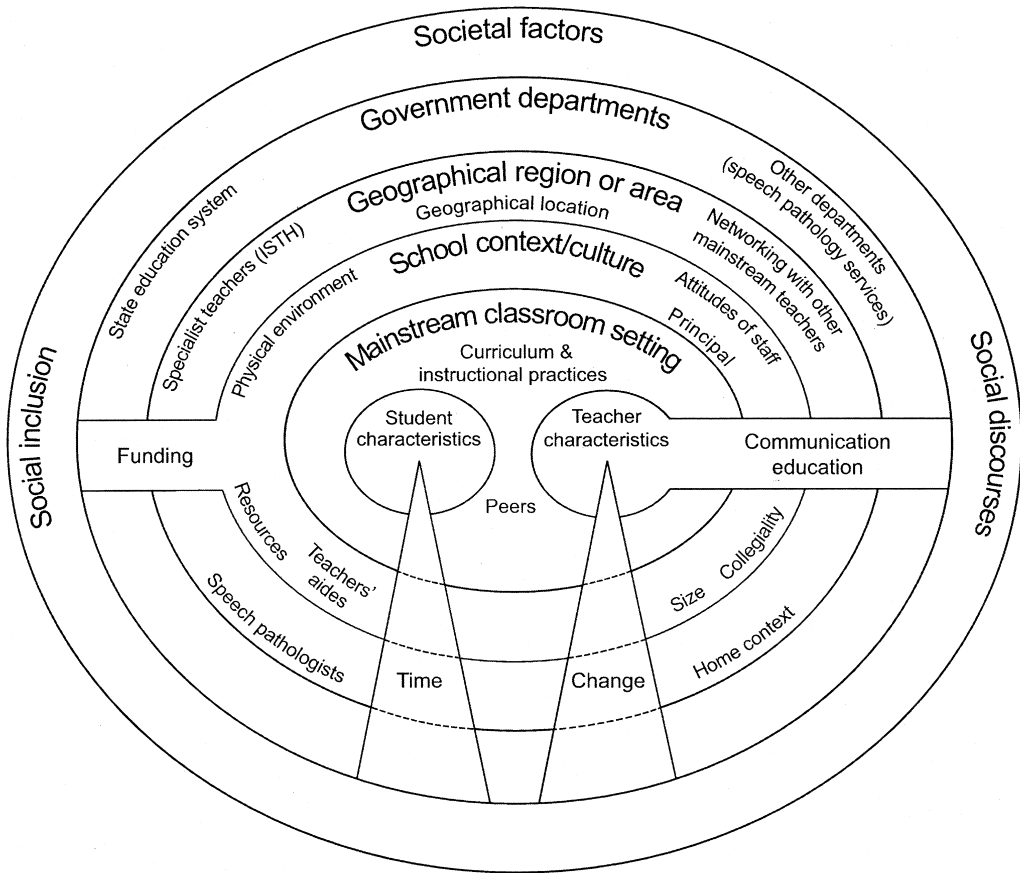 Societal factors
Government departments
State education system
Other departments
(speech pathology services)
Geographical region or area
Geographical location
Specialist teachers (ISTH)
Networking with other
mainstream teachers
School context/culture
Physical environment
Attitudes of staff
Principal
Mainstream classroom setting
Curriculum &
instructional practices
Student
characteristics
Teacher
characteristics
Social inclusion
Social discourses
Funding
Communication
education
Peers
Resources
Teachers'
aides
Collegiality
Size
Speech pathologists
Home context
Time
Change